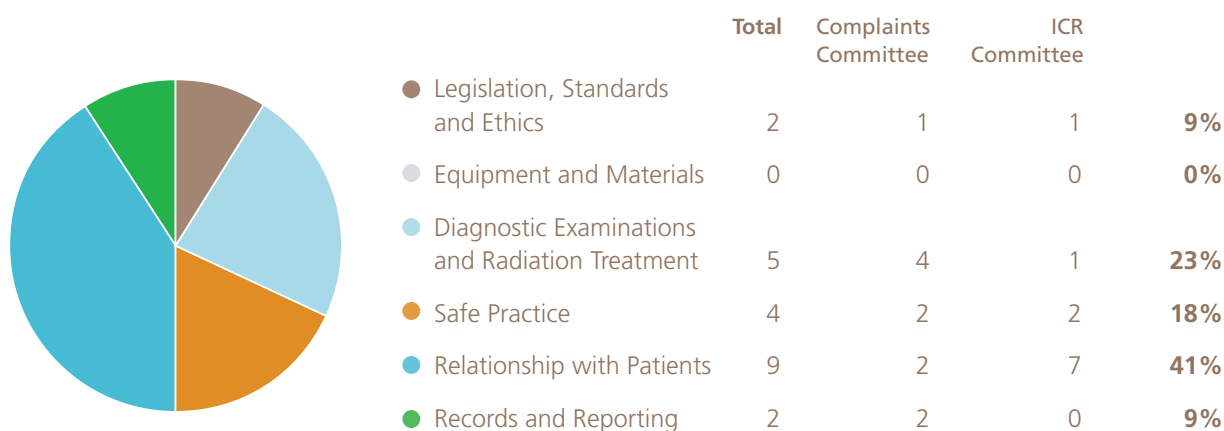 Total Complaints ICR
Committee Committee
Legislation, Standards
and Ethics 2 1 1 9%
Equipment and Materials 0 0 0 0%
Diagnostic Examinations
and Radiation Treatment 5 4 1 23%
Safe Practice 4 2 2 18%
Relationship with Patients 9 2 7 41%
Records and Reporting 2 2 0 9%